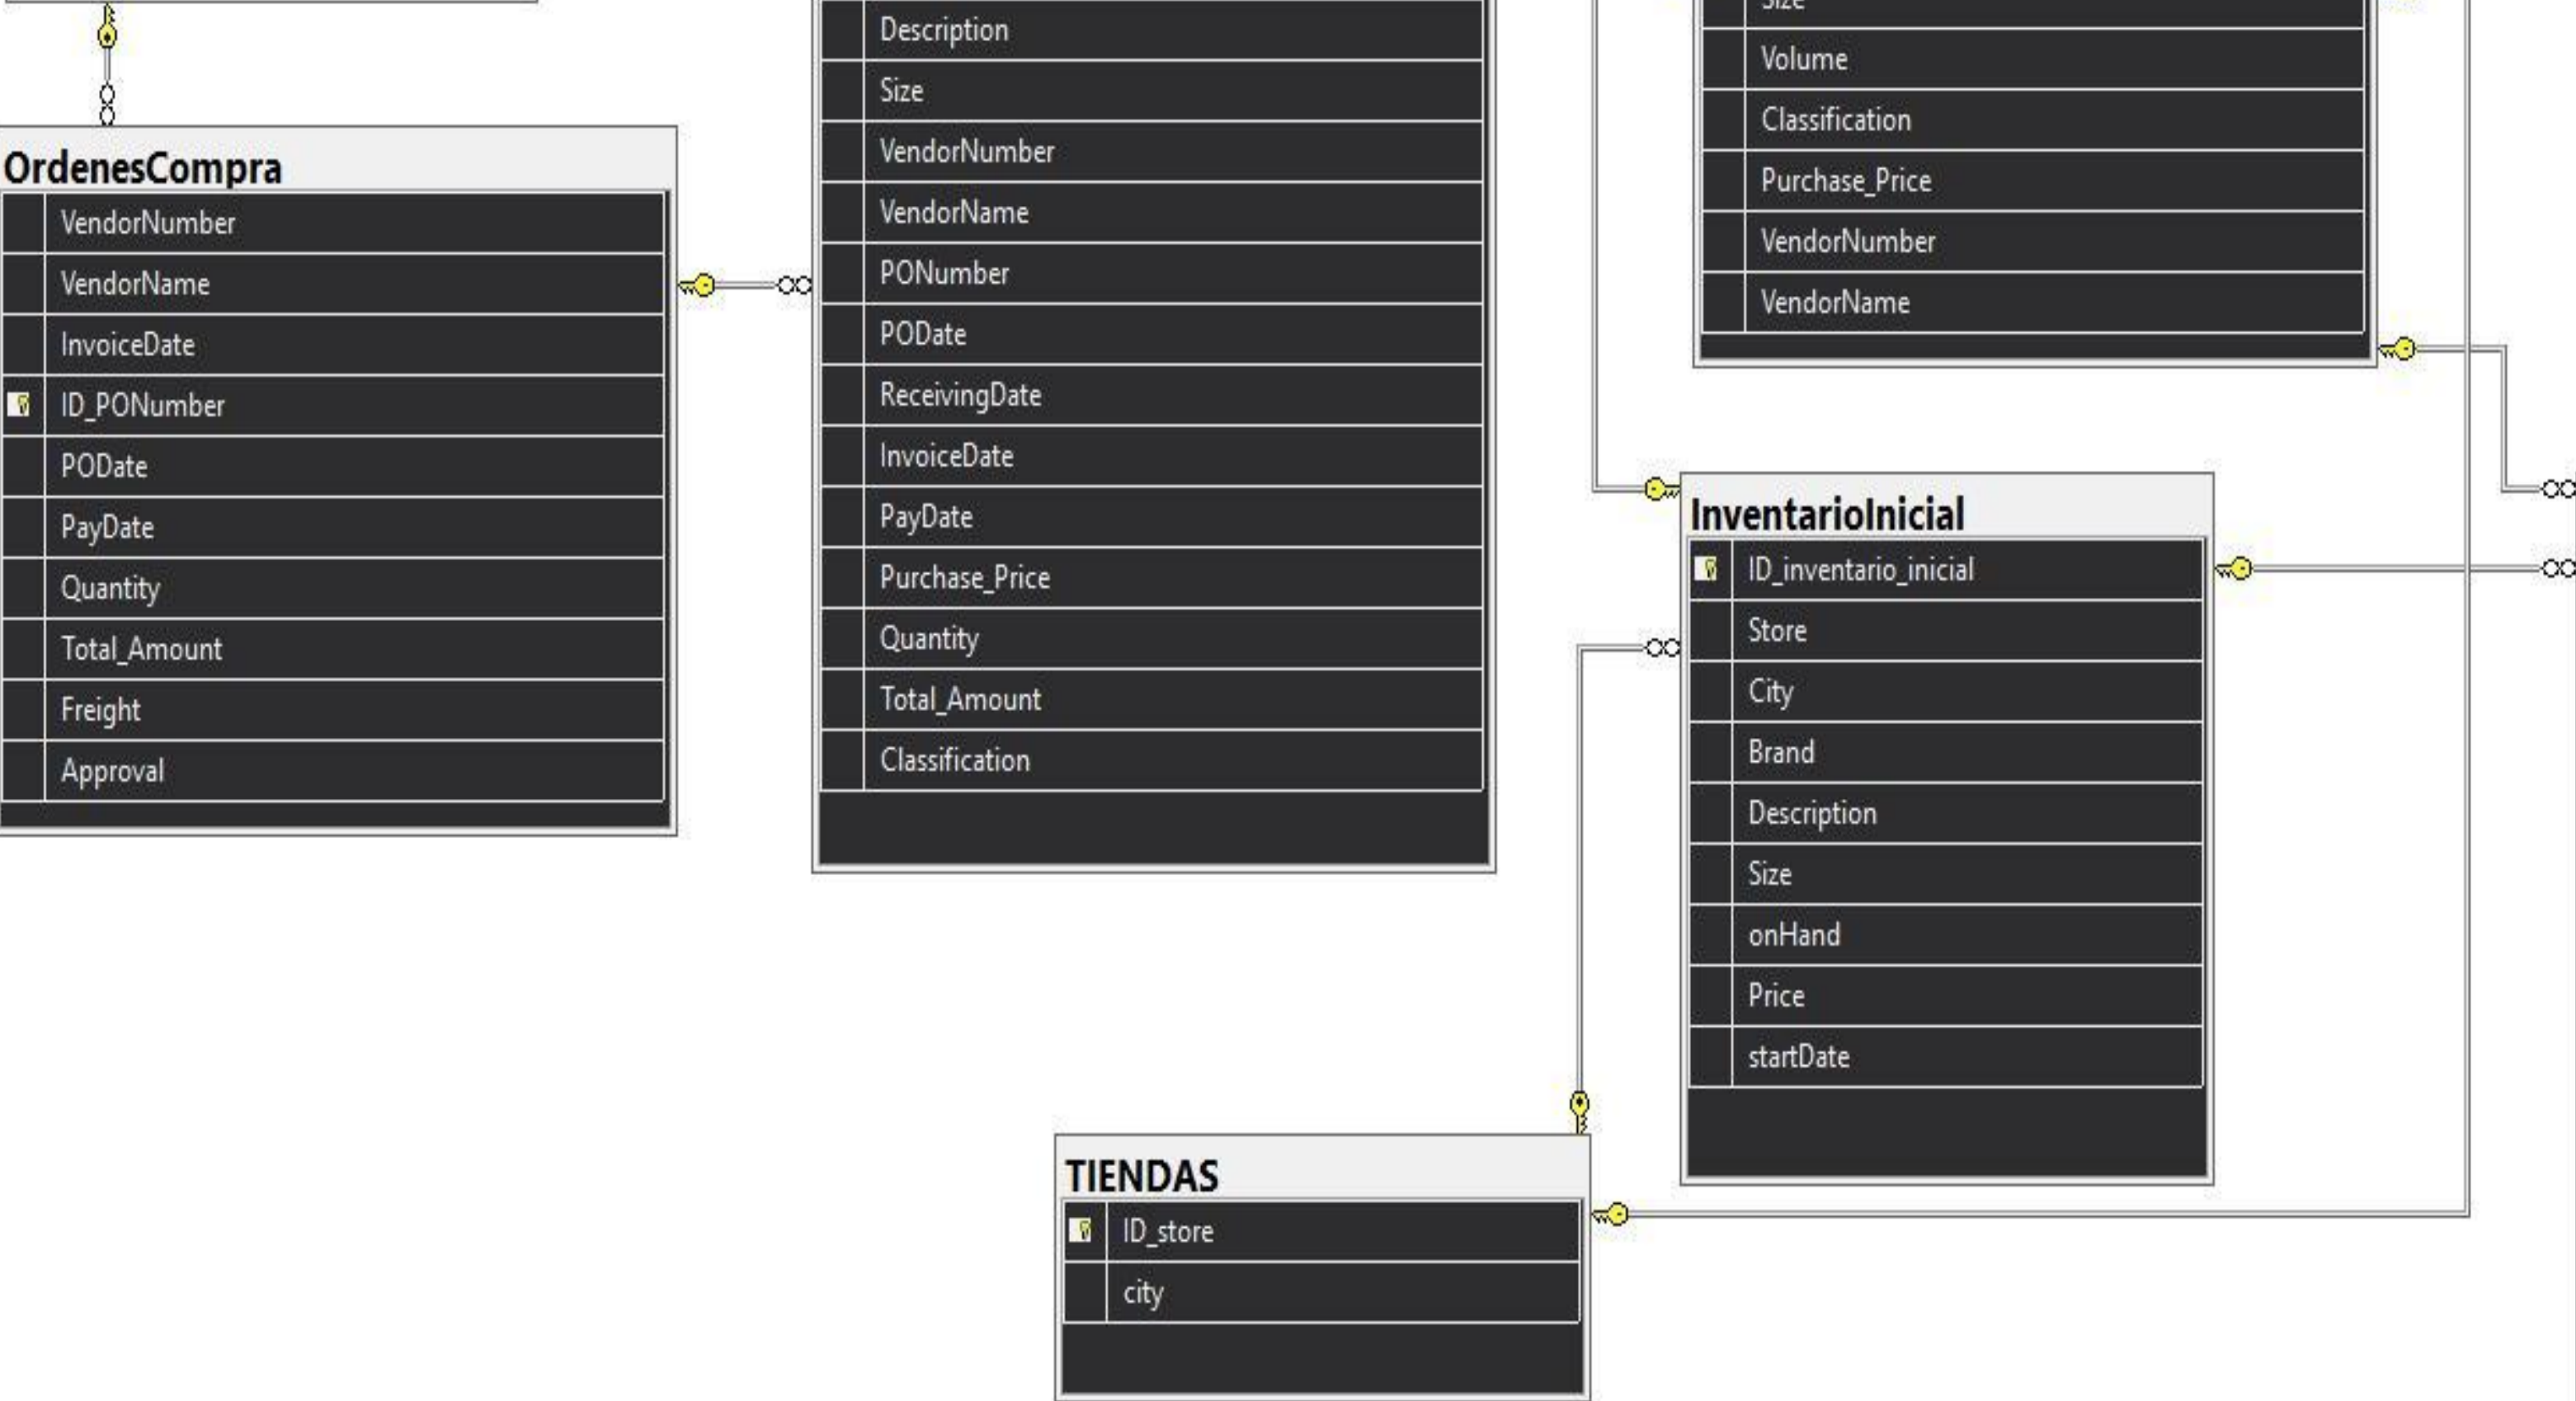 OrdenesCompra
VendorNumber
VendorName
InvoiceDate
ID_PONumber
PODate
PayDate
Quantity
Total_Amount
Freight
Approval
Description
Size
VendorNumber
VendorName
PONumber
PODate
ReceivingDate
InvoiceDate
PayDate
Purchase_Price
Quantity
Total_Amount
Classification
Size
Volume
Classification
Purchase_Price
VendorNumber
VendorName
InventarioInicial
ID_inventario_inicial
Store
City
Brand
Description
Size
onHand
Price
startDate
TIENDAS
ID_store
city